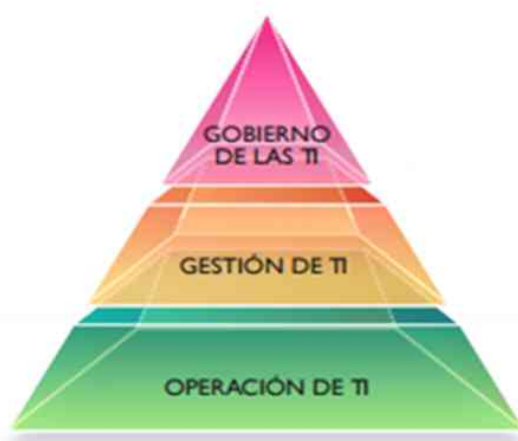 GOBIERNO
DE LAS TI
GESTIÓN DE TI
OPERACIÓN DE TI